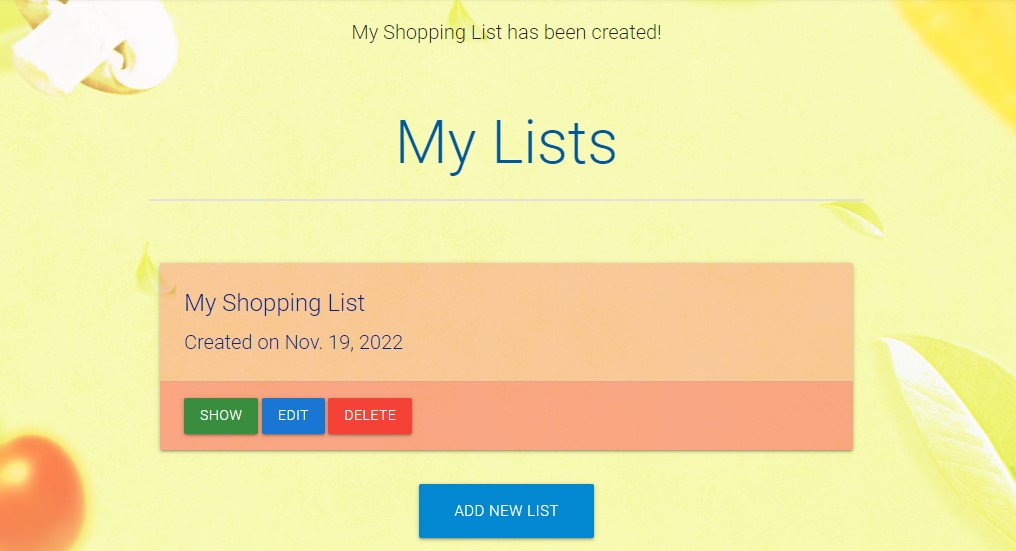 My Shopping List has been created!
My Lists
My Shopping List
Created on Nov. 19, 2022
SHOW EDIT DELETE
ADD NEW LIST